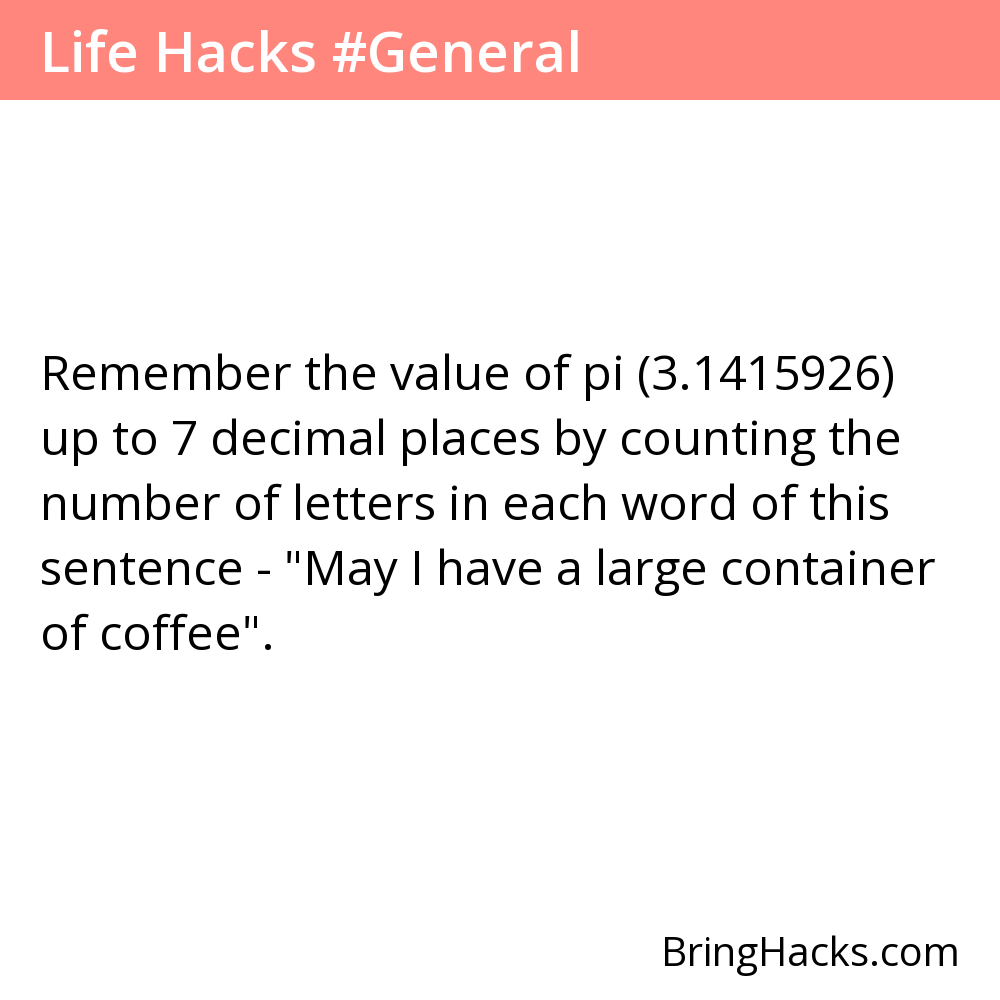 Life Hacks #General
Remember the value of pi (3.1415926)
up to 7 decimal places by counting the
number of letters in each word of this
sentence - "May I have a large container
of coffee".
BringHacks.com